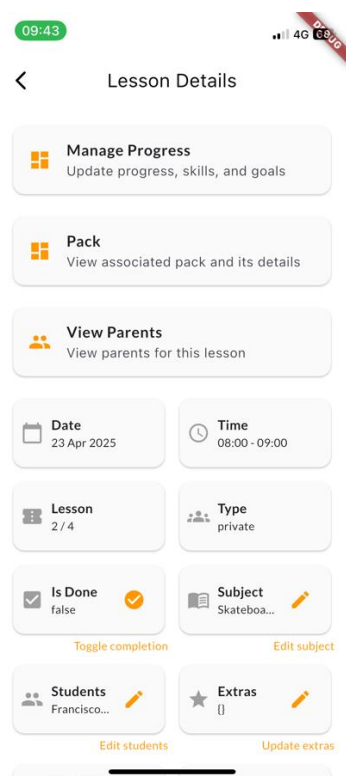 09:43
4G 68
DEBUG
Lesson Details
Manage Progress
Update progress, skills, and goals
Pack
View associated pack and its details
View Parents
View parents for this lesson
Date
23 Apr 2025
Time
08:00 - 09:00
Lesson
2 / 4
Type
private
Is Done
false
Subject
Skateboa...
Toggle completion
Edit subject
Students
Francisco...
Extras
{}
Edit students
Update extras